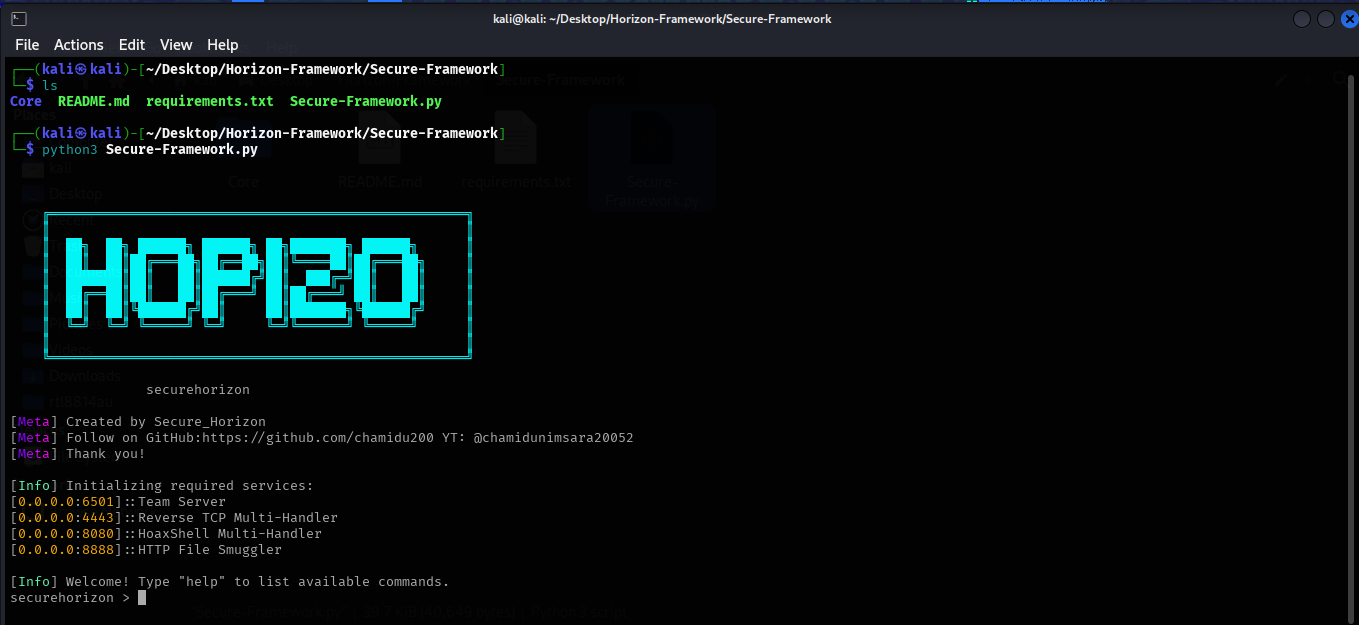 kali@kali: ~/Desktop/Horizon-Framework/Secure-Framework
File Actions Edit View Help
┌──(kali㉿kali)-[~/Desktop/Horizon-Framework/Secure-Framework]
└─$ ls
Core README.md requirements.txt Secure-Framework.py
┌──(kali㉿kali)-[~/Desktop/Horizon-Framework/Secure-Framework]
└─$ python3 Secure-Framework.py
HOPIZO
securehorizon
[Meta] Created by Secure_Horizon
[Meta] Follow on GitHub:https://github.com/chamidu200 YT: @chamidunimsara20052
[Meta] Thank you!
[Info] Initializing required services:
[0.0.0.0:6501]::Team Server
[0.0.0.0:4443]::Reverse TCP Multi-Handler
[0.0.0.0:8080]::HoaxShell Multi-Handler
[0.0.0.0:8888]::HTTP File Smuggler
[Info] Welcome! Type "help" to list available commands.
securehorizon >